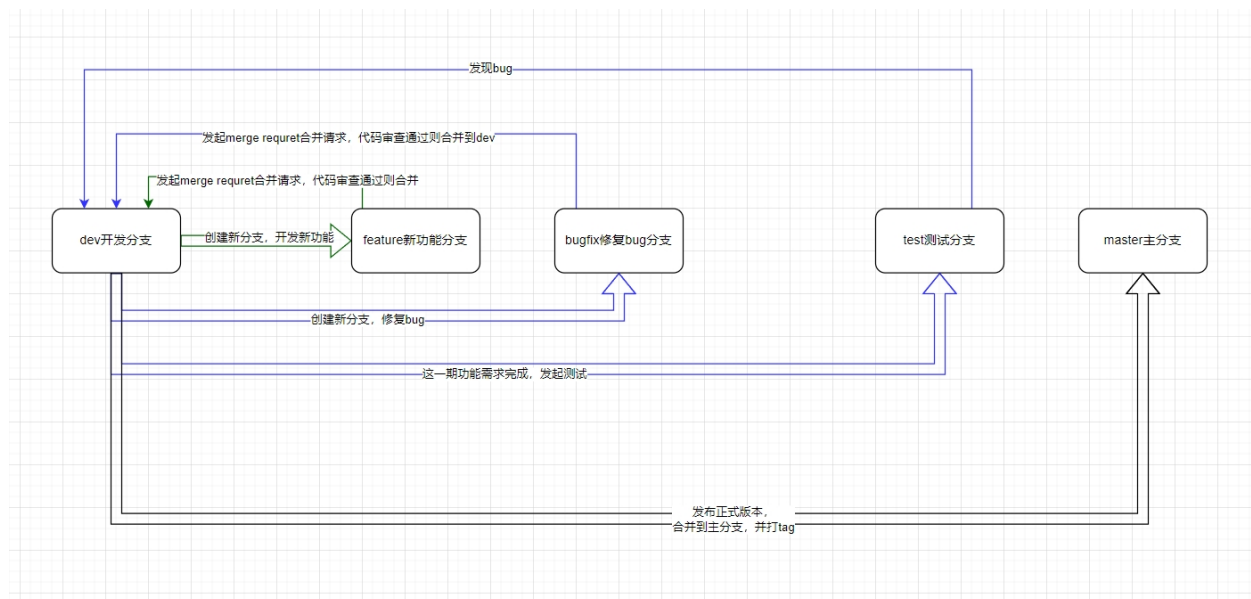 发现bug
发起merge requret合并请求，代码审查通过则合并到dev
发起merge requret合并请求，代码审查通过则合并
dev开发分支
创建新分支，开发新功能
feature新功能分支
bugfix修复bug分支
test测试分支
master主分支
创建新分支，修复bug
这一期功能需求完成，发起测试
发布正式版本，
合并到主分支，并打tag